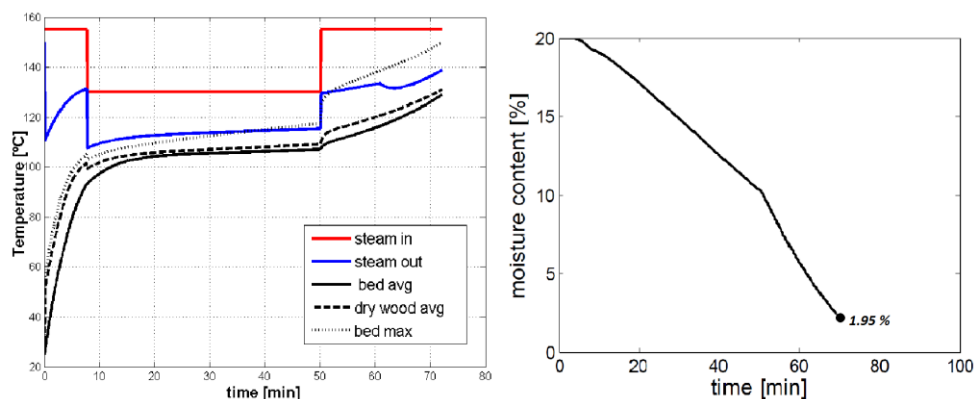 Temperature [ºC]
160
140
120
100
80
60
40
20
steam in
steam out
bed avg
dry wood avg
bed max
0 10 20 30 40 50 60 70 80
time [min]
moisture content [%]
20
15
10
5
0
1.95 %
0 20 40 60 80 100
time [min]